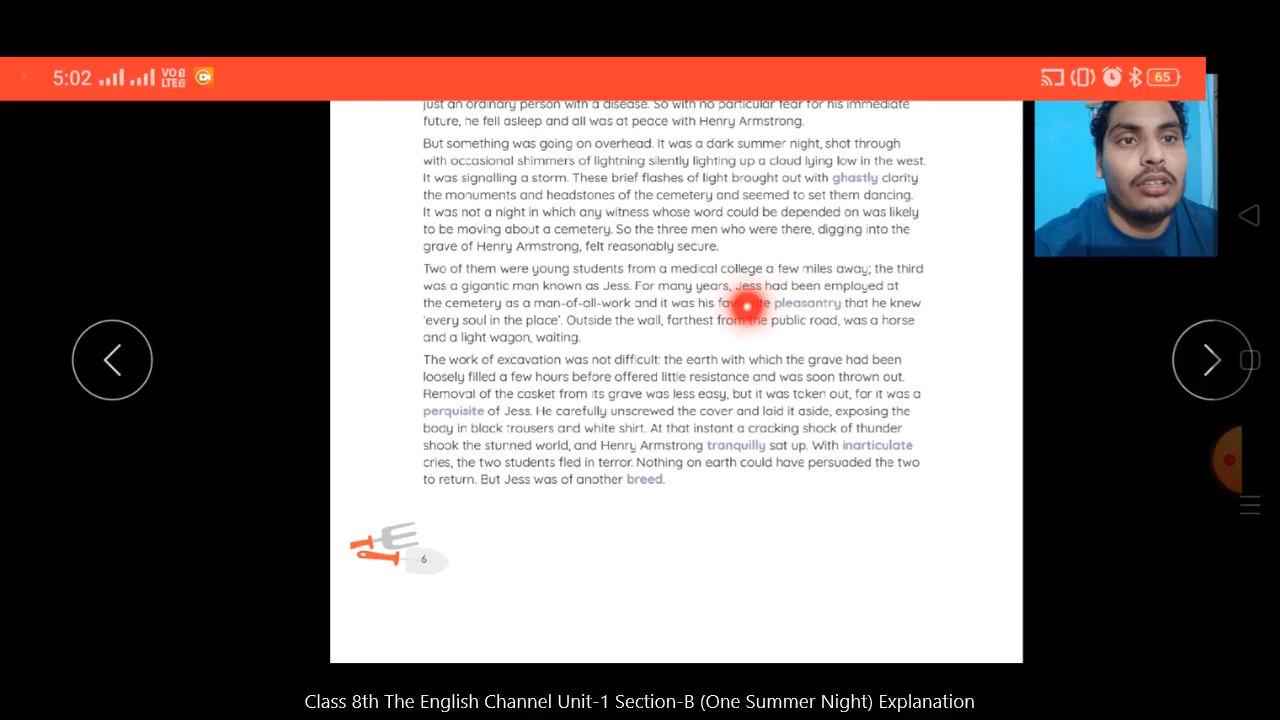 5:02 VO LTE 65
just an ordinary person with a disease. So with no particular fear for his immediate
future, he fell asleep and all was at peace with Henry Armstrong.
But something was going on overhead. It was a dark summer night, shot through
with occasional shimmers of lightning silently lighting up a cloud lying low in the west.
It was signalling a storm. These brief flashes of light brought out with ghastly clarity
the monuments and headstones of the cemetery and seemed to set them dancing.
It was not a night in which any witness whose word could be depended on was likely
to be moving about a cemetery. So the three men who were there, digging into the
grave of Henry Armstrong, felt reasonably secure.
Two of them were young students from a medical college a few miles away; the third
was a gigantic man known as Jess. For many years, Jess had been employed at
the cemetery as a man-of-all-work and it was his favourite pleasantry that he knew
'every soul in the place'. Outside the wall, farthest from the public road, was a horse
and a light wagon, waiting.
The work of excavation was not difficult: the earth with which the grave had been
loosely filled a few hours before offered little resistance and was soon thrown out.
Removal of the casket from its grave was less easy, but it was taken out, for it was a
perquisite of Jess. He carefully unscrewed the cover and laid it aside, exposing the
body in black trousers and white shirt. At that instant a cracking shock of thunder
shook the stunned world, and Henry Armstrong tranquilly sat up. With inarticulate
cries, the two students fled in terror. Nothing on earth could have persuaded the two
to return. But Jess was of another breed.
6
Class 8th The English Channel Unit-1 Section-B (One Summer Night) Explanation